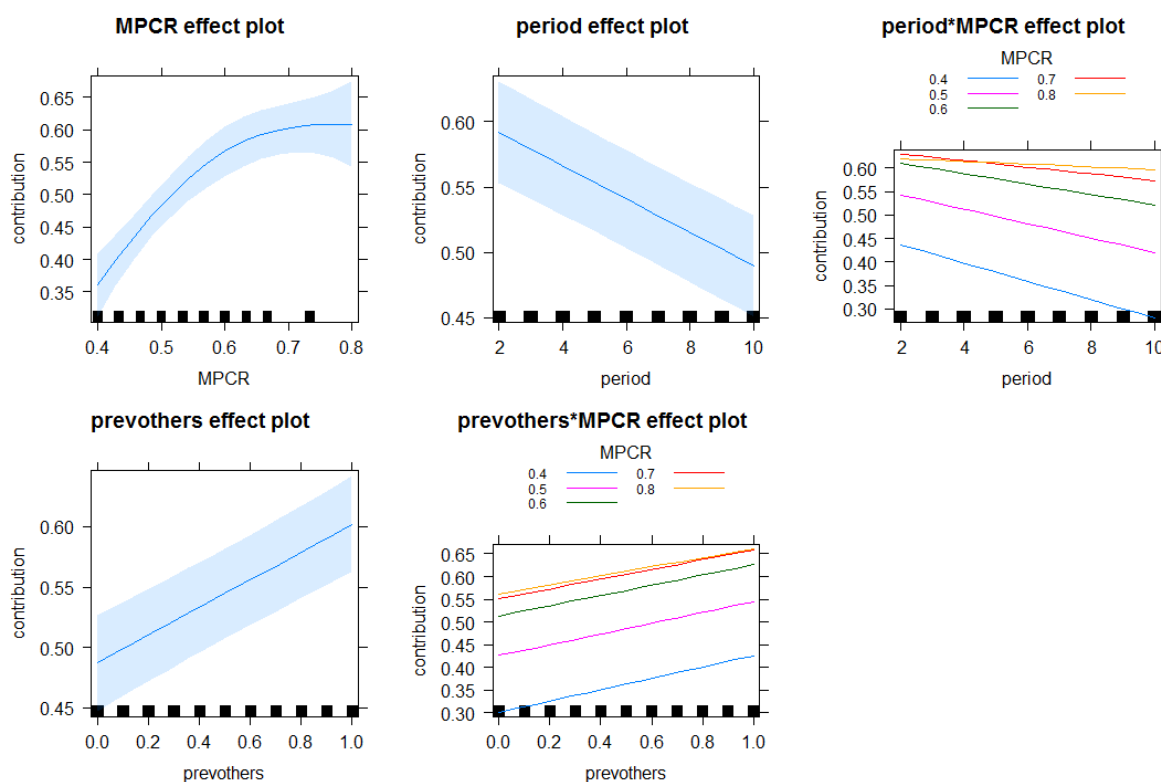 MPCR effect plot
contribution
0.65
0.60
0.55
0.50
0.45
0.40
0.35
0.4 0.5 0.6 0.7 0.8
MPCR
period effect plot
contribution
0.60
0.55
0.50
0.45
2 4 6 8 10
period
period*MPCR effect plot
MPCR
0.4 0.7
0.5 0.8
0.6
contribution
0.60
0.55
0.50
0.45
0.40
0.35
0.30
2 4 6 8 10
period
prevothers effect plot
contribution
0.60
0.55
0.50
0.45
0.0 0.2 0.4 0.6 0.8 1.0
prevothers
prevothers*MPCR effect plot
MPCR
0.4 0.7
0.5 0.8
0.6
contribution
0.65
0.60
0.55
0.50
0.45
0.40
0.35
0.30
0.0 0.2 0.4 0.6 0.8 1.0
prevothers